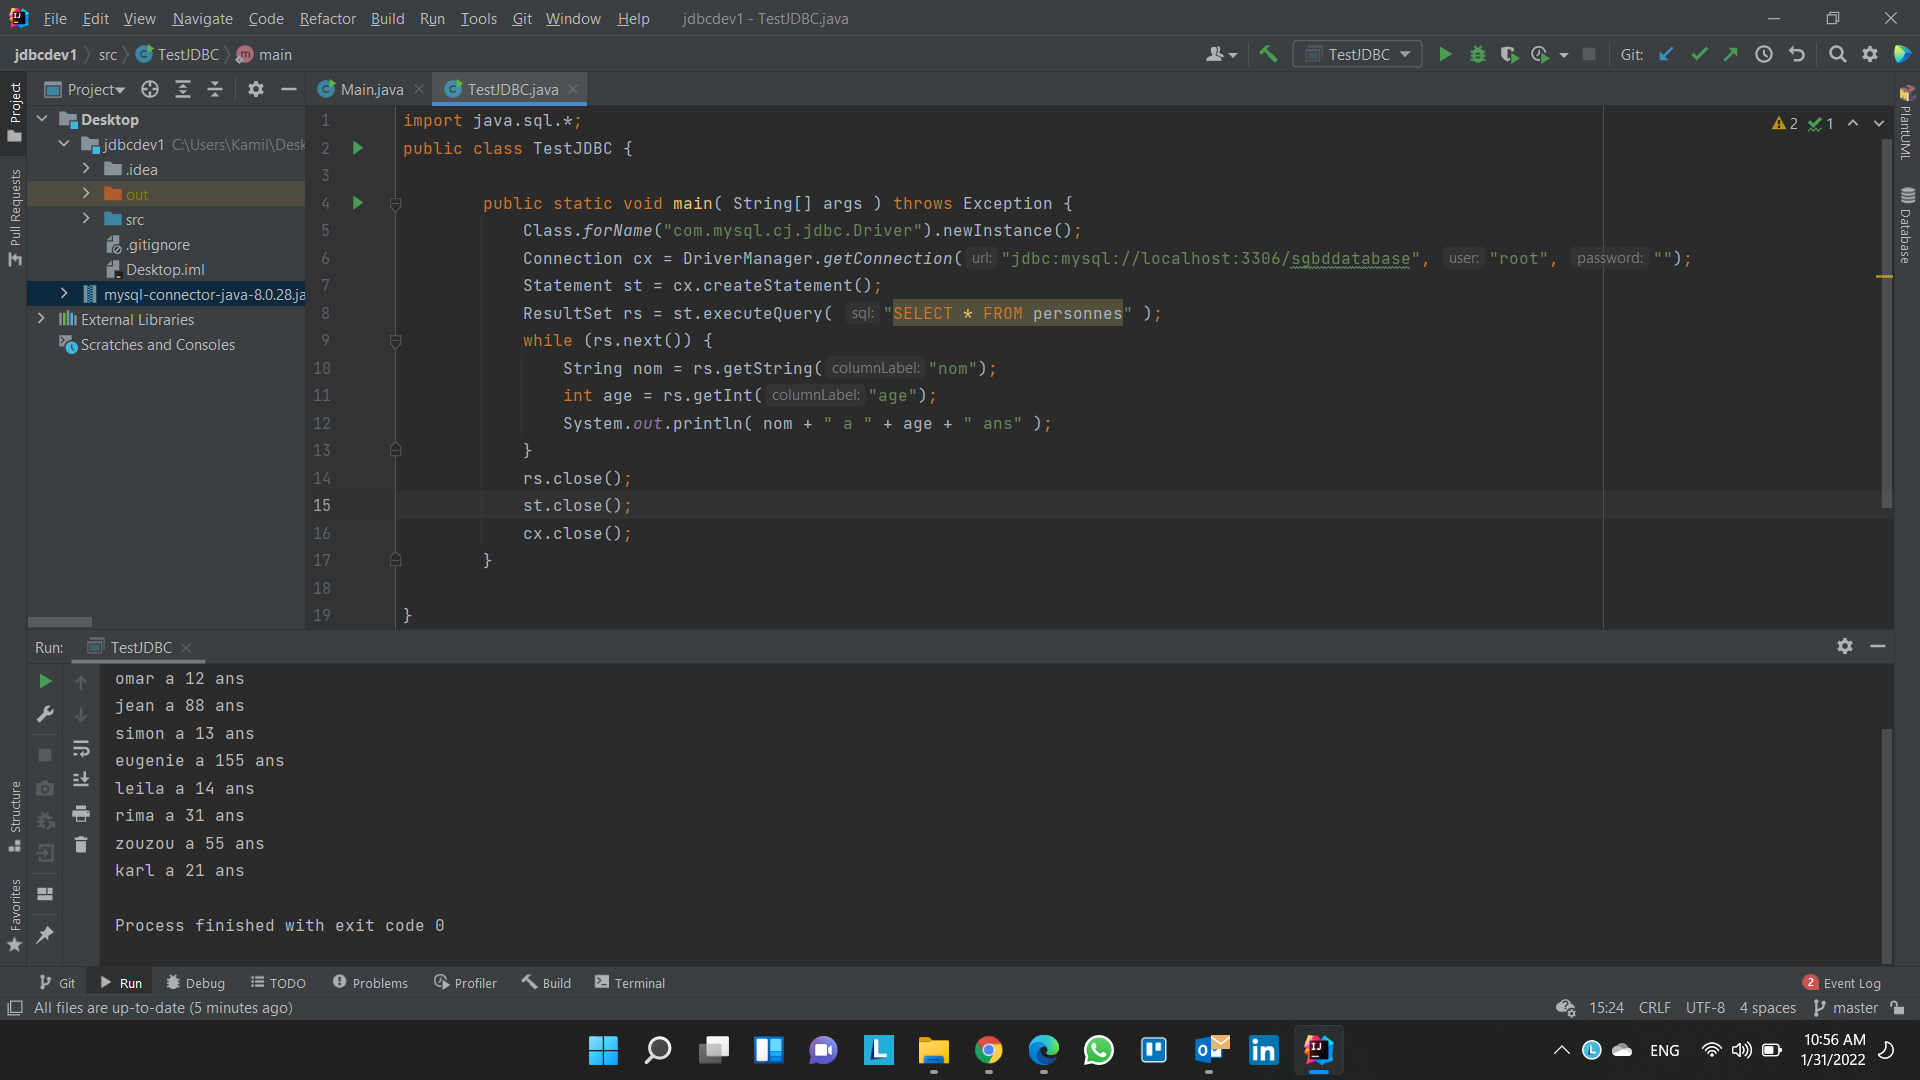 File Edit View Navigate Code Refactor Build Run Tools Git Window Help jdbcdev1 - TestJDBC.java
jdbcdev1 src TestJDBC main TestJDBC Git:
Project Main.java TestJDBC.java
Desktop
jdbcdev1 C:\Users\Kamil\Desk
.idea
out
src
.gitignore
Desktop.iml
mysql-connector-java-8.0.28.ja
External Libraries
Scratches and Consoles
Project
Pull Requests
Structure
Favorites
PlantUML
Database
2 1
1 import java.sql.*;
2 public class TestJDBC {
3
4 public static void main( String[] args ) throws Exception {
5 Class.forName("com.mysql.cj.jdbc.Driver").newInstance();
6 Connection cx = DriverManager.getConnection( url: "jdbc:mysql://localhost:3306/sgbddatabase", user: "root", password: "");
7 Statement st = cx.createStatement();
8 ResultSet rs = st.executeQuery( sql: "SELECT * FROM personnes" );
9 while (rs.next()) {
10 String nom = rs.getString( columnLabel: "nom");
11 int age = rs.getInt( columnLabel: "age");
12 System.out.println( nom + " a " + age + " ans" );
13 }
14 rs.close();
15 st.close();
16 cx.close();
17 }
18
19 }
Run: TestJDBC
omar a 12 ans
jean a 88 ans
simon a 13 ans
eugenie a 155 ans
leila a 14 ans
rima a 31 ans
zouzou a 55 ans
karl a 21 ans
Process finished with exit code 0
Git Run Debug TODO Problems Profiler Build Terminal 2 Event Log
All files are up-to-date (5 minutes ago) 15:24 CRLF UTF-8 4 spaces master
ENG 10:56 AM
1/31/2022